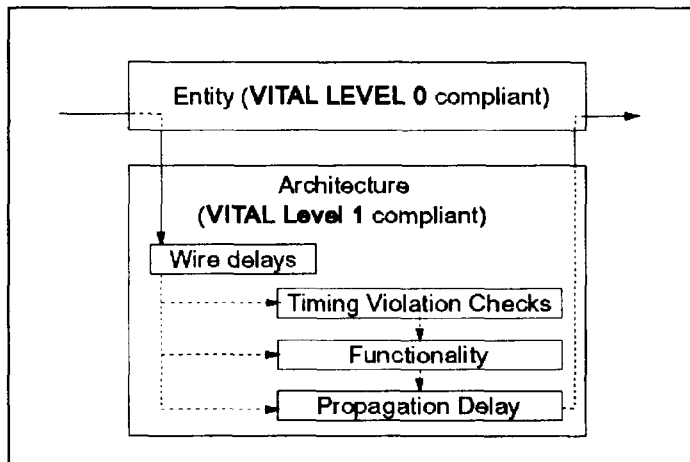 Entity (VITAL LEVEL 0 compliant)
Architecture
(VITAL Level 1 compliant)
Wire delays
Timing Violation Checks
Functionality
Propagation Delay